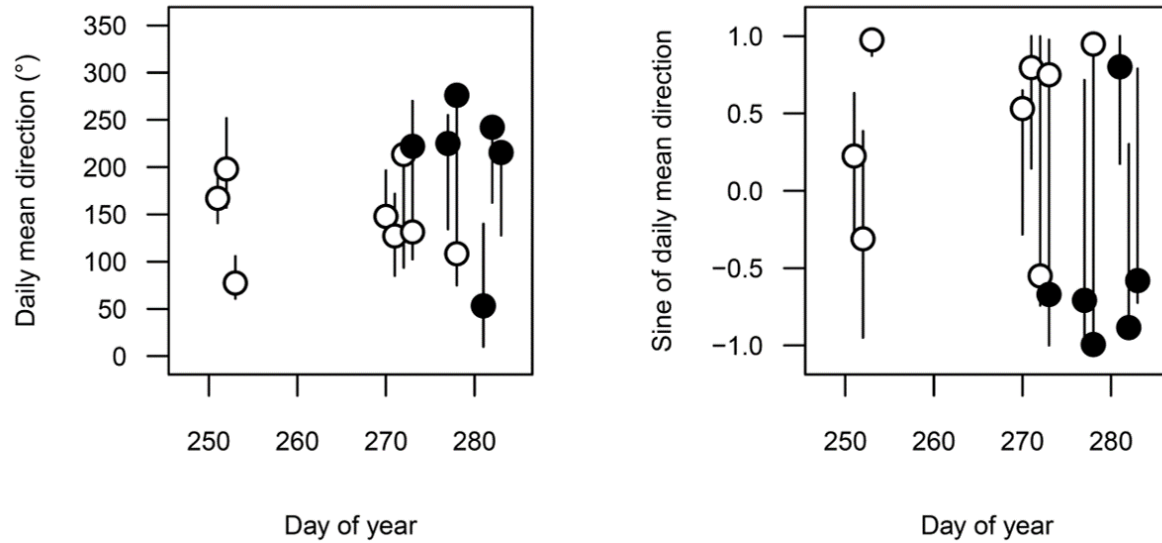 Daily mean direction (°)
350
300
250
200
150
100
50
0
250 260 270 280
Day of year
Sine of daily mean direction
1.0
0.5
0.0
−0.5
−1.0
250 260 270 280
Day of year